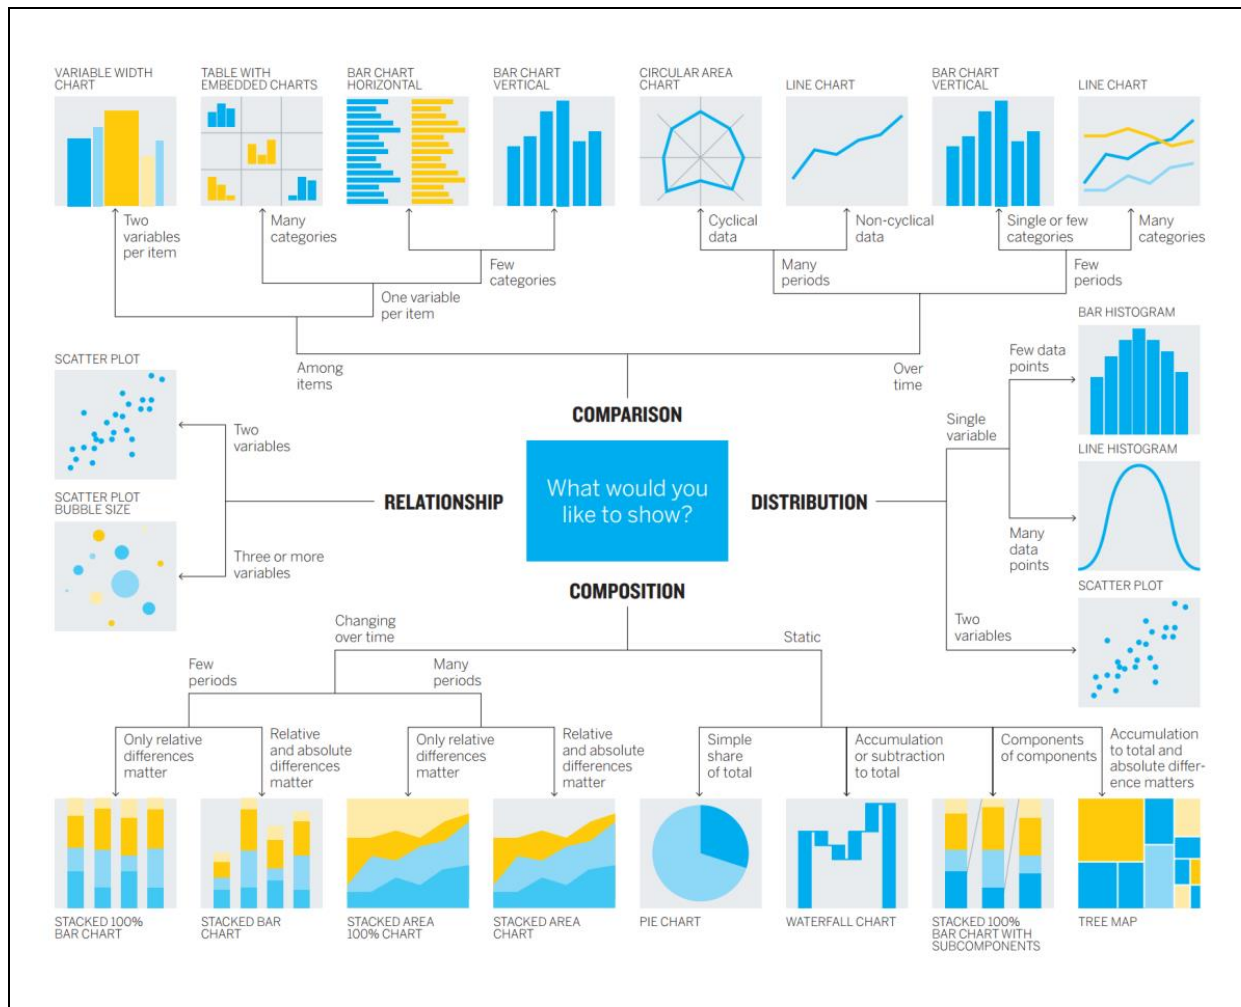 VARIABLE WIDTH
CHART
TABLE WITH
EMBEDDED CHARTS
BAR CHART
HORIZONTAL
BAR CHART
VERTICAL
CIRCULAR AREA
CHART
LINE CHART
BAR CHART
VERTICAL
LINE CHART
Two
variables
per item
Many
categories
Few
categories
One variable
per item
Cyclical
data
Non-cyclical
data
Many
periods
Single or few
categories
Many
categories
Few
periods
Among
items
Over
time
COMPARISON
SCATTER PLOT
Two
variables
SCATTER PLOT
BUBBLE SIZE
Three or more
variables
RELATIONSHIP
What would you
like to show?
DISTRIBUTION
Single
variable
BAR HISTOGRAM
Few data
points
LINE HISTOGRAM
Many
data
points
SCATTER PLOT
Two
variables
COMPOSITION
Changing
over time
Static
Few
periods
Many
periods
Only relative
differences
matter
Relative
and absolute
differences
matter
Only relative
differences
matter
Relative
and absolute
differences
matter
Simple
share
of total
Accumulation
or subtraction
to total
Components
of components
Accumulation
to total and
absolute differ-
ence matters
STACKED 100%
BAR CHART
STACKED BAR
CHART
STACKED AREA
100% CHART
STACKED AREA
CHART
PIE CHART
WATERFALL CHART
STACKED 100%
BAR CHART WITH
SUBCOMPONENTS
TREE MAP